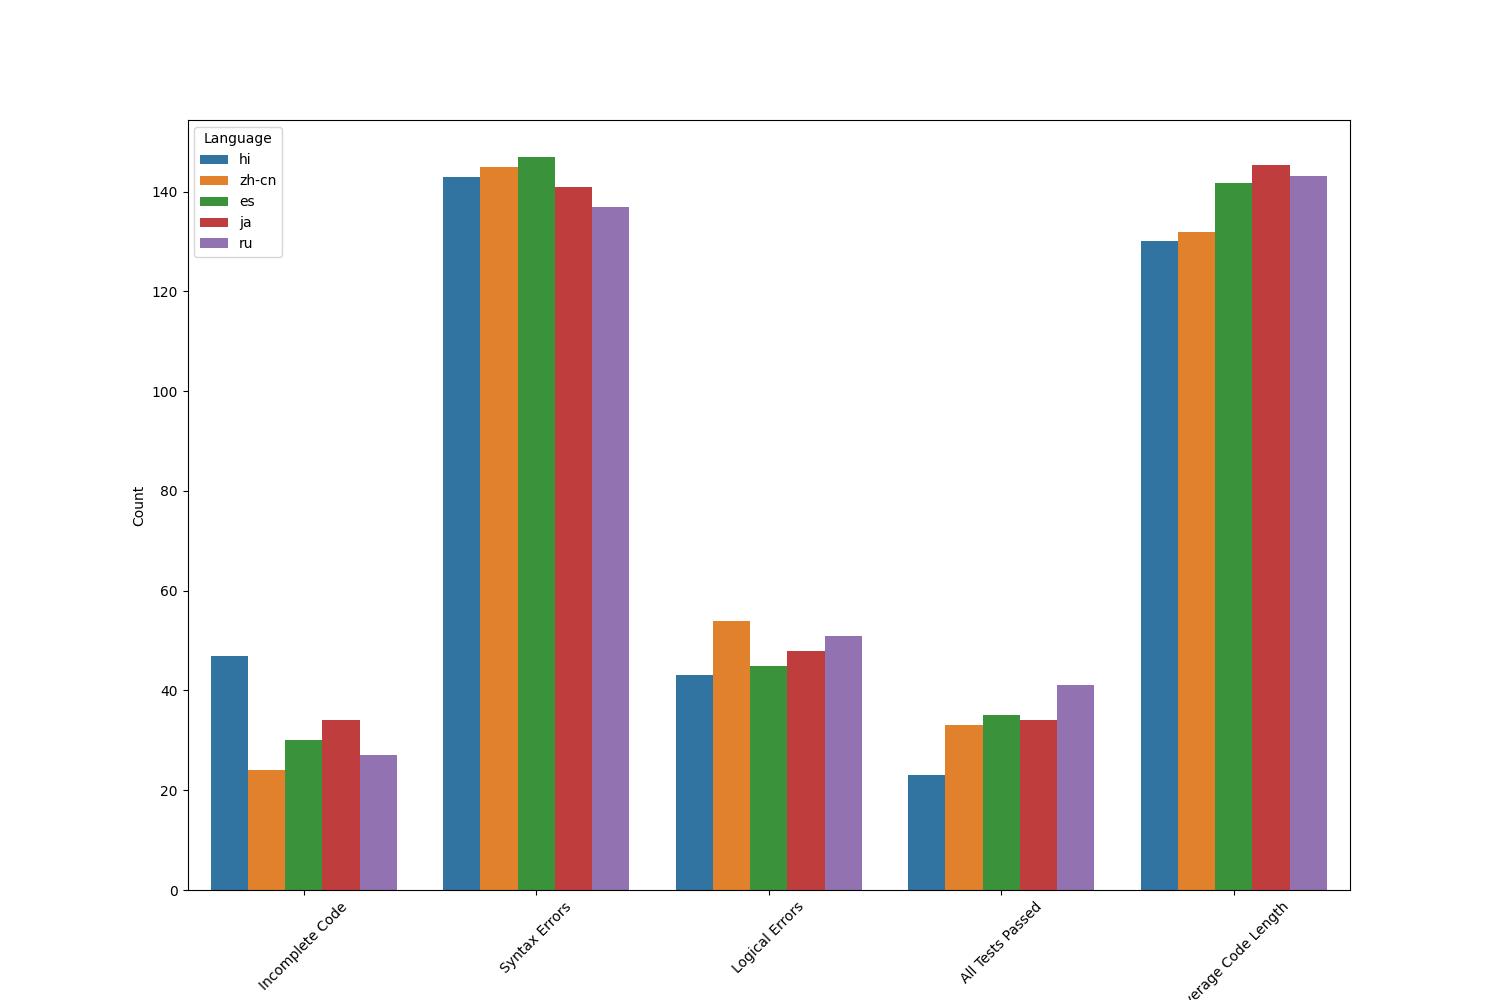 Language
hi
zh-cn
es
ja
ru
140
120
100
80
60
40
20
0
Count
Incomplete Code
Syntax Errors
Logical Errors
All Tests Passed
Code Length